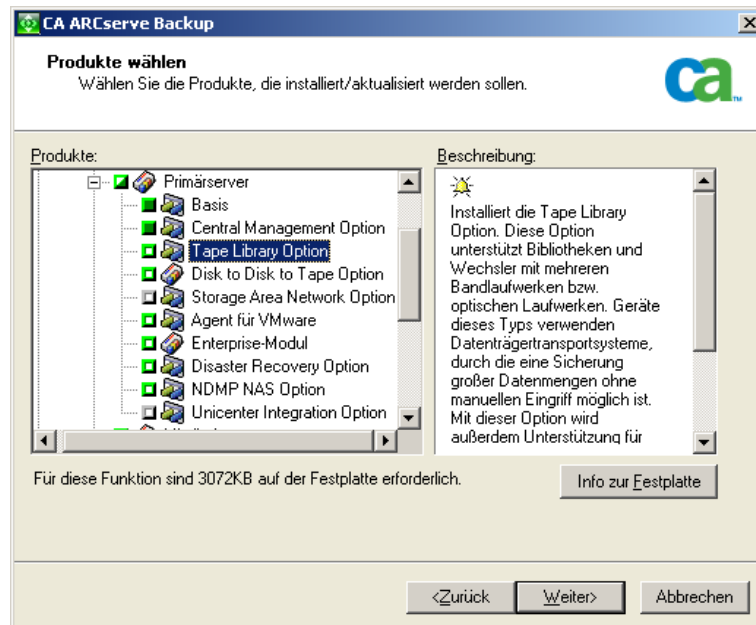 CA ARCserve Backup
Produkte wählen
Wählen Sie die Produkte, die installiert/aktualisiert werden sollen.
ca
TM
Produkte:
Primärserver
Basis
Central Management Option
Tape Library Option
Disk to Disk to Tape Option
Storage Area Network Option
Agent für VMware
Enterprise-Modul
Disaster Recovery Option
NDMP NAS Option
Unicenter Integration Option
Beschreibung:
Installiert die Tape Library
Option. Diese Option
unterstützt Bibliotheken und
Wechsler mit mehreren
Bandlaufwerken bzw.
optischen Laufwerken. Geräte
dieses Typs verwenden
Datenträgertransportsysteme,
durch die eine Sicherung
großer Datenmengen ohne
manuellen Eingriff möglich ist.
Mit dieser Option wird
außerdem Unterstützung für
Für diese Funktion sind 3072KB auf der Festplatte erforderlich.
Info zur Festplatte
<Zurück
Weiter>
Abbrechen